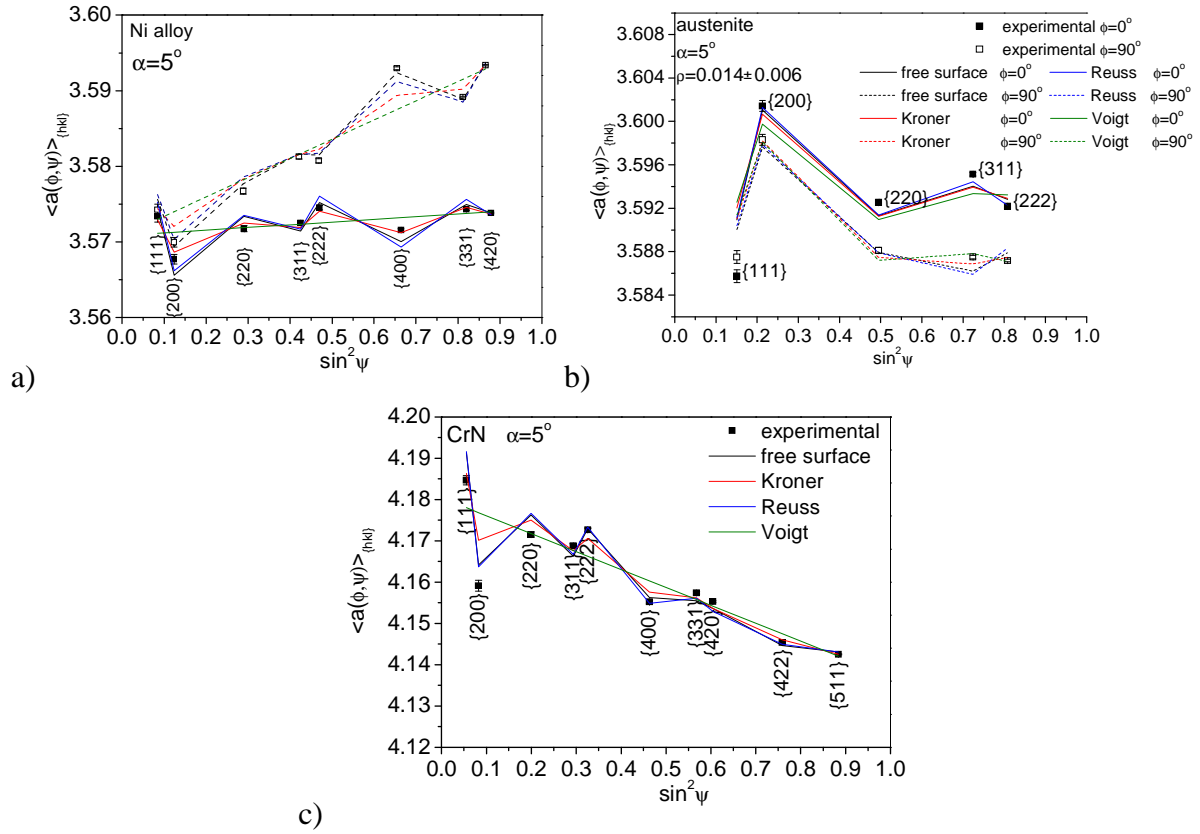 Ni alloy
α=5°
<a(ϕ,ψ)>{hkl}
3.60
3.59
3.58
3.57
3.56
{111}
{200}
{220}
{311}
{222}
{400}
{331}
{420}
0.0 0.1 0.2 0.3 0.4 0.5 0.6 0.7 0.8 0.9 1.0
sin²ψ
a)
austenite
α=5°
ρ=0.014± 0.006
experimental ϕ=0°
experimental ϕ=90°
free surface ϕ=0°
free surface ϕ=90°
Kroner ϕ=0°
Kroner ϕ=90°
Reuss ϕ=0°
Reuss ϕ=90°
Voigt ϕ=0°
Voigt ϕ=90°
<a(ϕ,ψ)>{hkl}
3.608
3.604
3.600
3.596
3.592
3.588
3.584
{200}
{311}
{220}
{222}
{111}
0.0 0.1 0.2 0.3 0.4 0.5 0.6 0.7 0.8 0.9 1.0
sin²ψ
b)
CrN α=5°
experimental
free surface
Kroner
Reuss
Voigt
<a(ϕ,ψ)>{hkl}
4.20
4.19
4.18
4.17
4.16
4.15
4.14
4.13
4.12
{111}
{200}
{220}
{311}
{222}
{400}
{331}
{420}
{422}
{511}
0.0 0.1 0.2 0.3 0.4 0.5 0.6 0.7 0.8 0.9 1.0
sin²ψ
c)